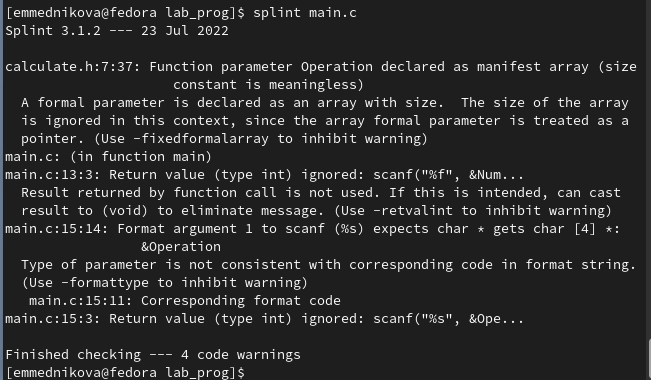 [emmednikova@fedora lab_prog]$ splint main.c
Splint 3.1.2 --- 23 Jul 2022
calculate.h:7:37: Function parameter Operation declared as manifest array (size
constant is meaningless)
A formal parameter is declared as an array with size.  The size of the array
is ignored in this context, since the array formal parameter is treated as a
pointer. (Use -fixedformalarray to inhibit warning)
main.c: (in function main)
main.c:13:3: Return value (type int) ignored: scanf("%f", &Num...
Result returned by function call is not used. If this is intended, can cast
result to (void) to eliminate message. (Use -retvalint to inhibit warning)
main.c:15:14: Format argument 1 to scanf (%s) expects char * gets char [4] *:
&Operation
Type of parameter is not consistent with corresponding code in format string.
(Use -formattype to inhibit warning)
main.c:15:11: Corresponding format code
main.c:15:3: Return value (type int) ignored: scanf("%s", &Ope...
Finished checking --- 4 code warnings
[emmednikova@fedora lab_prog]$